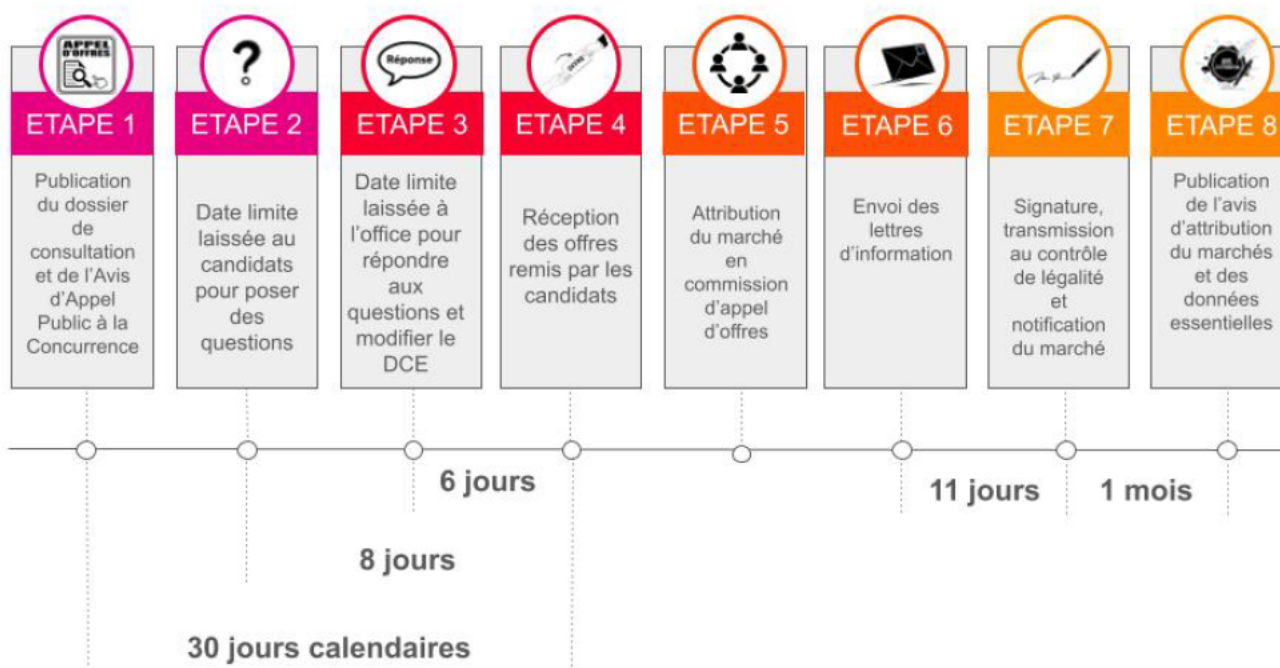 APPEL
D'OFFRES
ETAPE 1
Publication
du dossier
de
consultation
et de l'Avis
d'Appel
Public à la
Concurrence
?
ETAPE 2
Date limite
laissée au
candidats
pour poser
des
questions
Réponse
ETAPE 3
Date limite
laissée à
l'office pour
répondre
aux
questions et
modifier le
DCE
OFFRE
ETAPE 4
Réception
des offres
remis par les
candidats
ETAPE 5
Attribution
du marché
en
commission
d'appel
d'offres
ETAPE 6
Envoi des
lettres
d'information
ETAPE 7
Signature,
transmission
au contrôle
de légalité
et
notification
du marché
ETAPE 8
Publication
de l'avis
d'attribution
du marchés
et des
données
essentielles
6 jours
11 jours
1 mois
8 jours
30 jours calendaires